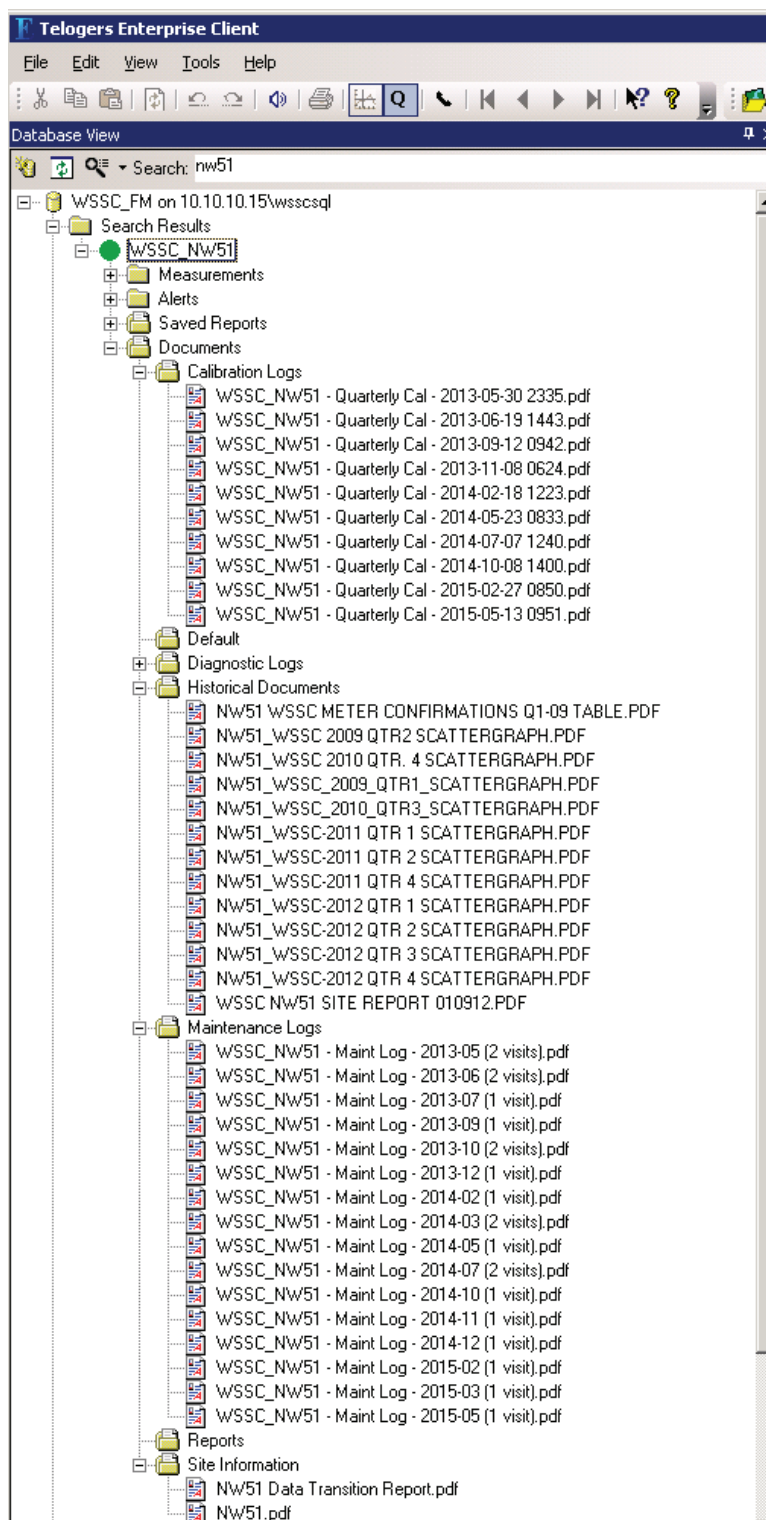 Telogers Enterprise Client
File Edit View Tools Help
Q
Database View
Search: nw51
WSSC_FM on 10.10.10.15\wsscsql
Search Results
WSSC_NW51
Measurements
Alerts
Saved Reports
Documents
Calibration Logs
WSSC_NW51 - Quarterly Cal - 2013-05-30 2335.pdf
WSSC_NW51 - Quarterly Cal - 2013-06-19 1443.pdf
WSSC_NW51 - Quarterly Cal - 2013-09-12 0942.pdf
WSSC_NW51 - Quarterly Cal - 2013-11-08 0624.pdf
WSSC_NW51 - Quarterly Cal - 2014-02-18 1223.pdf
WSSC_NW51 - Quarterly Cal - 2014-05-23 0833.pdf
WSSC_NW51 - Quarterly Cal - 2014-07-07 1240.pdf
WSSC_NW51 - Quarterly Cal - 2014-10-08 1400.pdf
WSSC_NW51 - Quarterly Cal - 2015-02-27 0850.pdf
WSSC_NW51 - Quarterly Cal - 2015-05-13 0951.pdf
Default
Diagnostic Logs
Historical Documents
NW51 WSSC METER CONFIRMATIONS Q1-09 TABLE.PDF
NW51_WSSC 2009 QTR2 SCATTERGRAPH.PDF
NW51_WSSC 2010 QTR. 4 SCATTERGRAPH.PDF
NW51_WSSC_2009_QTR1_SCATTERGRAPH.PDF
NW51_WSSC_2010_QTR3_SCATTERGRAPH.PDF
NW51_WSSC-2011 QTR 1 SCATTERGRAPH.PDF
NW51_WSSC-2011 QTR 2 SCATTERGRAPH.PDF
NW51_WSSC-2011 QTR 4 SCATTERGRAPH.PDF
NW51_WSSC-2012 QTR 1 SCATTERGRAPH.PDF
NW51_WSSC-2012 QTR 2 SCATTERGRAPH.PDF
NW51_WSSC-2012 QTR 3 SCATTERGRAPH.PDF
NW51_WSSC-2012 QTR 4 SCATTERGRAPH.PDF
WSSC NW51 SITE REPORT 010912.PDF
Maintenance Logs
WSSC_NW51 - Maint Log - 2013-05 (2 visits).pdf
WSSC_NW51 - Maint Log - 2013-06 (2 visits).pdf
WSSC_NW51 - Maint Log - 2013-07 (1 visit).pdf
WSSC_NW51 - Maint Log - 2013-09 (1 visit).pdf
WSSC_NW51 - Maint Log - 2013-10 (2 visits).pdf
WSSC_NW51 - Maint Log - 2013-12 (1 visit).pdf
WSSC_NW51 - Maint Log - 2014-02 (1 visit).pdf
WSSC_NW51 - Maint Log - 2014-03 (2 visits).pdf
WSSC_NW51 - Maint Log - 2014-05 (1 visit).pdf
WSSC_NW51 - Maint Log - 2014-07 (2 visits).pdf
WSSC_NW51 - Maint Log - 2014-10 (1 visit).pdf
WSSC_NW51 - Maint Log - 2014-11 (1 visit).pdf
WSSC_NW51 - Maint Log - 2014-12 (1 visit).pdf
WSSC_NW51 - Maint Log - 2015-02 (1 visit).pdf
WSSC_NW51 - Maint Log - 2015-03 (1 visit).pdf
WSSC_NW51 - Maint Log - 2015-05 (1 visit).pdf
Reports
Site Information
NW51 Data Transition Report.pdf
NW51.pdf